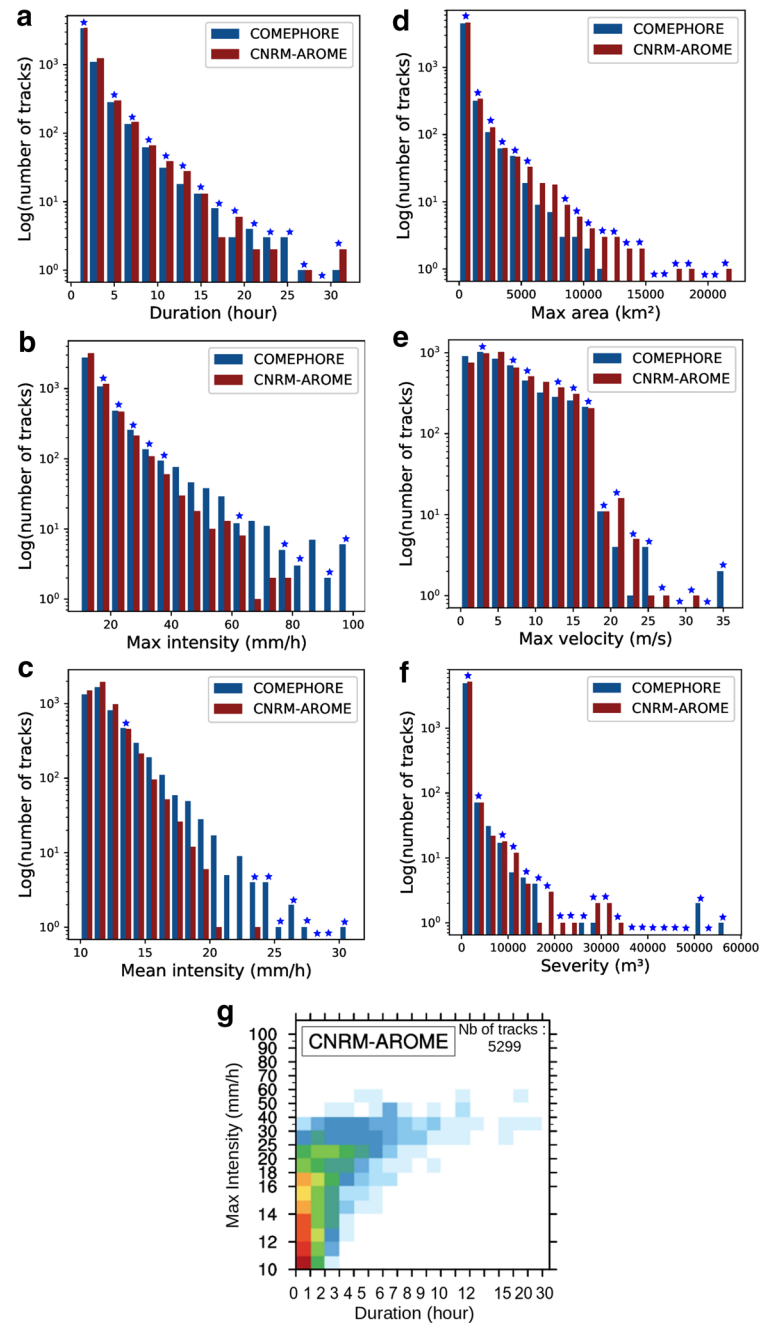 a
COMEPHORE
CNRM-AROME
Log(number of tracks)
10³
10²
10¹
10⁰
0 5 10 15 20 25 30
Duration (hour)
d
COMEPHORE
CNRM-AROME
Log(number of tracks)
10³
10²
10¹
10⁰
0 5000 10000 15000 20000
Max area (km²)
b
COMEPHORE
CNRM-AROME
Log(number of tracks)
10³
10²
10¹
10⁰
20 40 60 80 100
Max intensity (mm/h)
e
COMEPHORE
CNRM-AROME
Log(number of tracks)
10³
10²
10¹
10⁰
0 5 10 15 20 25 30 35
Max velocity (m/s)
c
COMEPHORE
CNRM-AROME
Log(number of tracks)
10³
10²
10¹
10⁰
10 15 20 25 30
Mean intensity (mm/h)
f
COMEPHORE
CNRM-AROME
Log(number of tracks)
10³
10²
10¹
10⁰
0 10000 20000 30000 40000 50000 60000
Severity (m³)
g
CNRM-AROME
Nb of tracks :
5299
Max Intensity (mm/h)
100
90
80
70
60
50
40
30
25
20
18
16
14
12
10
0 1 2 3 4 5 6 7 8 9 10 12 15 20 30
Duration (hour)